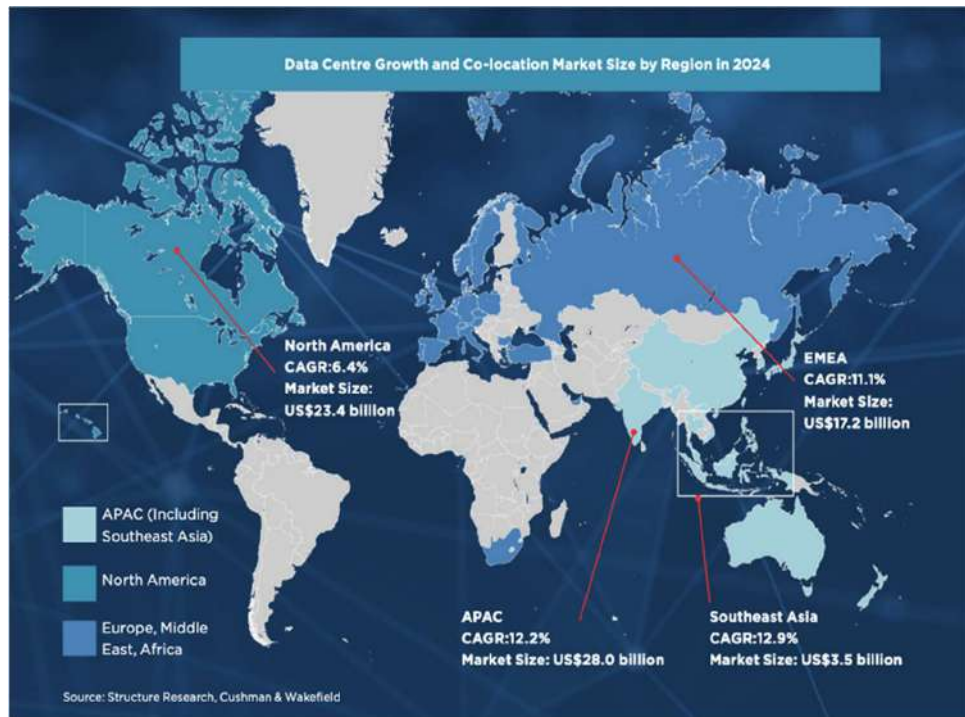 Data Centre Growth and Co-location Market Size by Region in 2024
North America
CAGR:6.4%
Market Size:
US$23.4 billion
EMEA
CAGR:11.1%
Market Size:
US$17.2 billion
APAC (Including
Southeast Asia)
North America
Europe, Middle
East, Africa
APAC
CAGR:12.2%
Market Size: US$28.0 billion
Southeast Asia
CAGR:12.9%
Market Size: US$3.5 billion
Source: Structure Research, Cushman & Wakefield